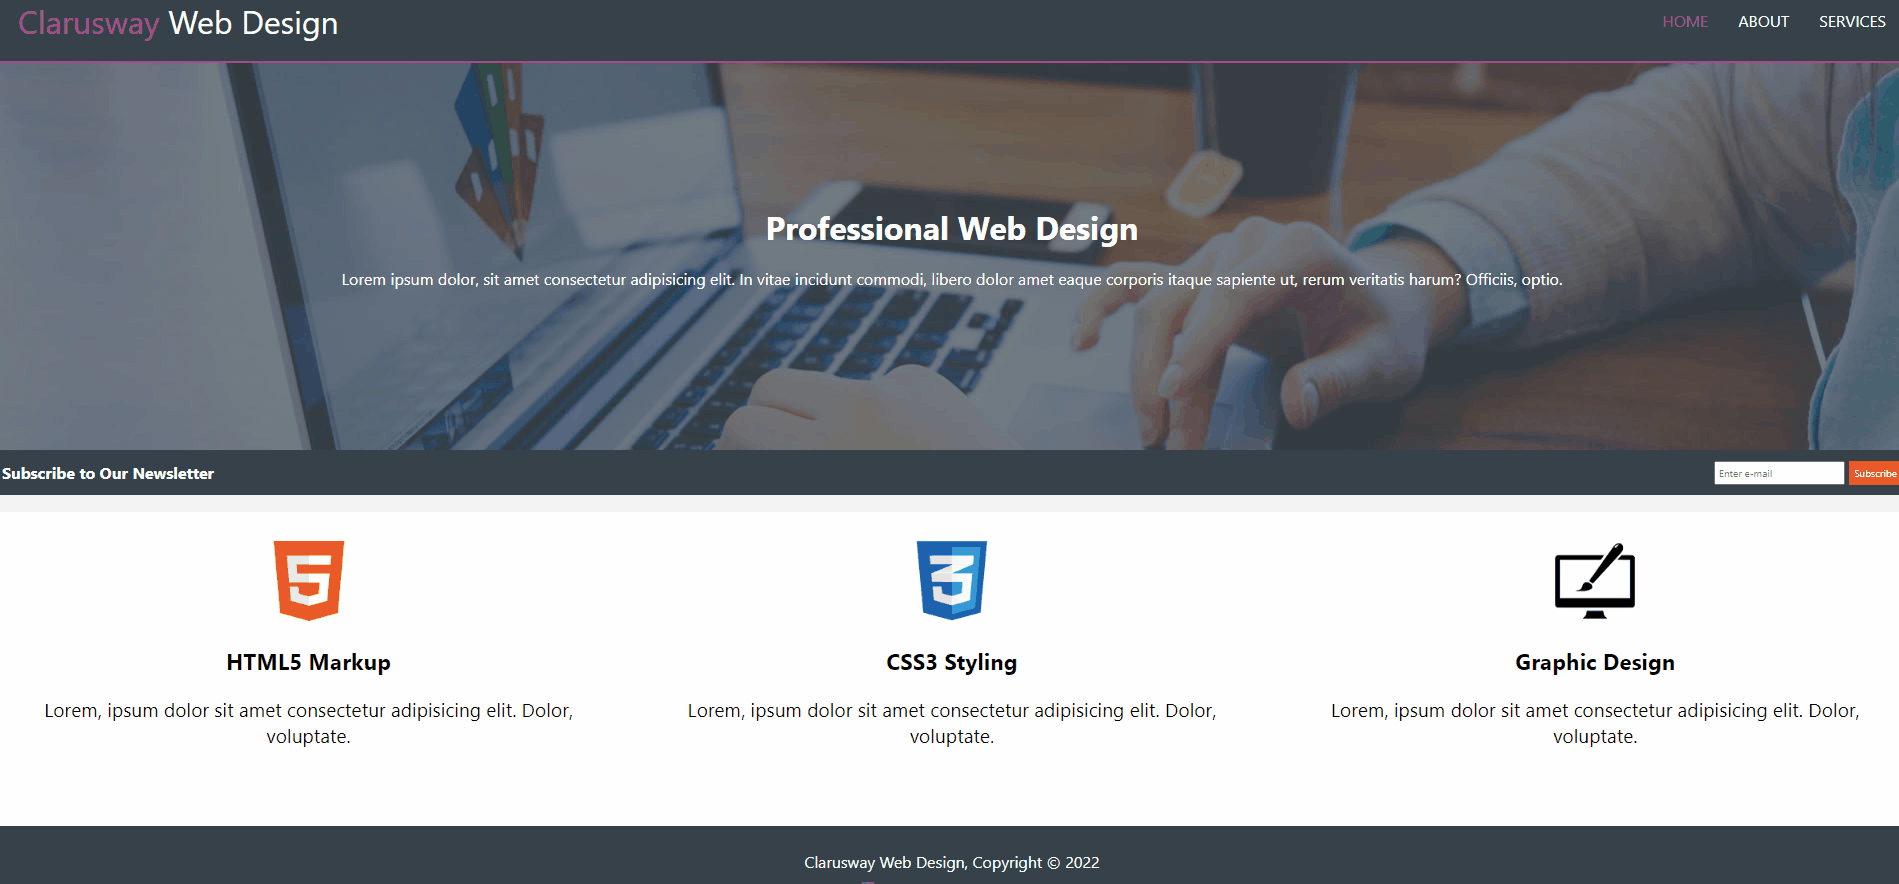 Clarusway Web Design
HOME ABOUT SERVICES
Professional Web Design
Lorem ipsum dolor, sit amet consectetur adipisicing elit. In vitae incidunt commodi, libero dolor amet eaque corporis itaque sapiente ut, rerum veritatis harum? Officiis, optio.
Subscribe to Our Newsletter
Enter e-mail
Subscribe
HTML5 Markup
Lorem, ipsum dolor sit amet consectetur adipisicing elit. Dolor,
voluptate.
CSS3 Styling
Lorem, ipsum dolor sit amet consectetur adipisicing elit. Dolor,
voluptate.
Graphic Design
Lorem, ipsum dolor sit amet consectetur adipisicing elit. Dolor,
voluptate.
Clarusway Web Design, Copyright © 2022